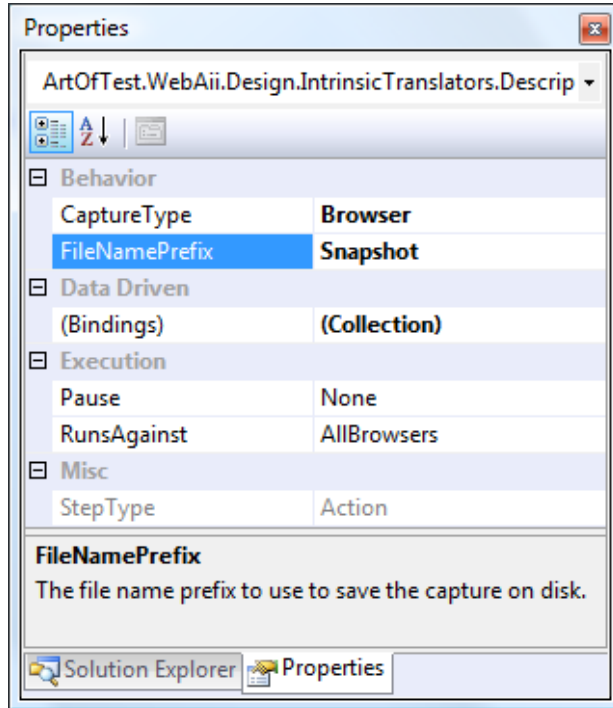 Properties
ArtOfTest.WebAii.Design.IntrinsicTranslators.Descrip
A
Z
Behavior
CaptureType Browser
FileNamePrefix Snapshot
Data Driven
(Bindings) (Collection)
Execution
Pause None
RunsAgainst AllBrowsers
Misc
StepType Action
FileNamePrefix
The file name prefix to use to save the capture on disk.
Solution Explorer Properties